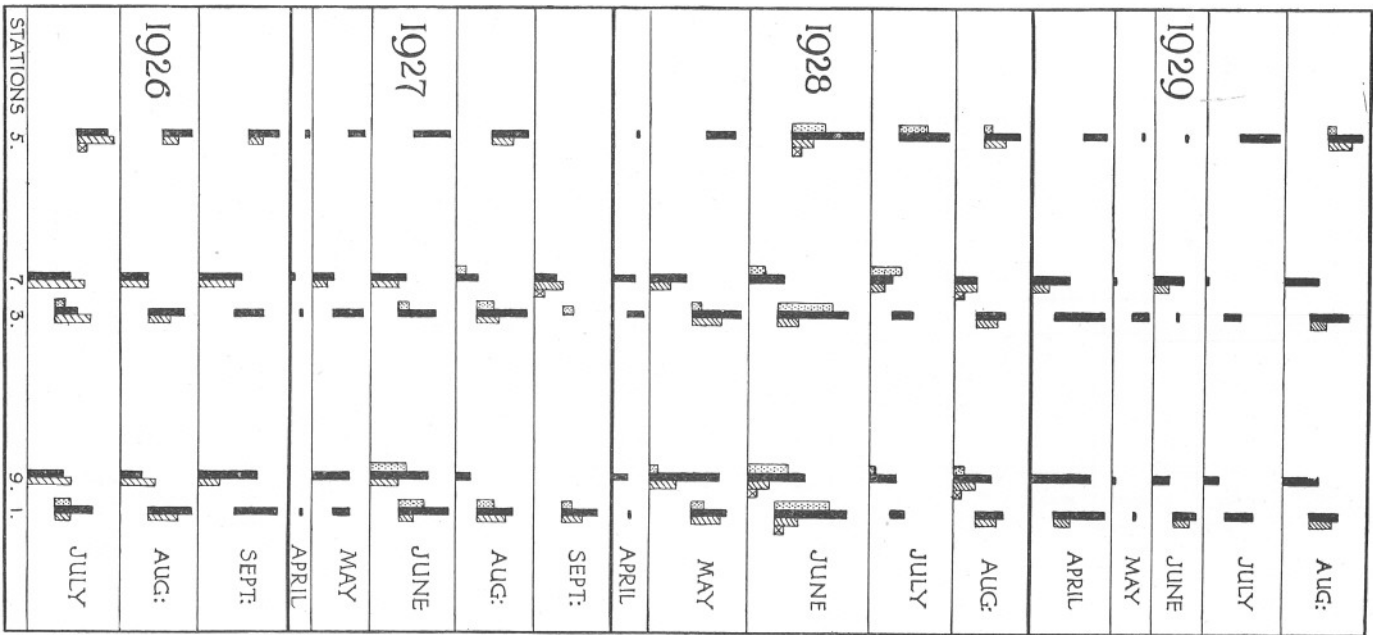 1926 1927 1928 1929
STATIONS 5. 7. 3. 9. 1.
JULY AUG: SEPT: APRIL MAY JUNE AUG: SEPT: APRIL MAY JUNE JULY AUG: APRIL MAY JUNE JULY AUG: